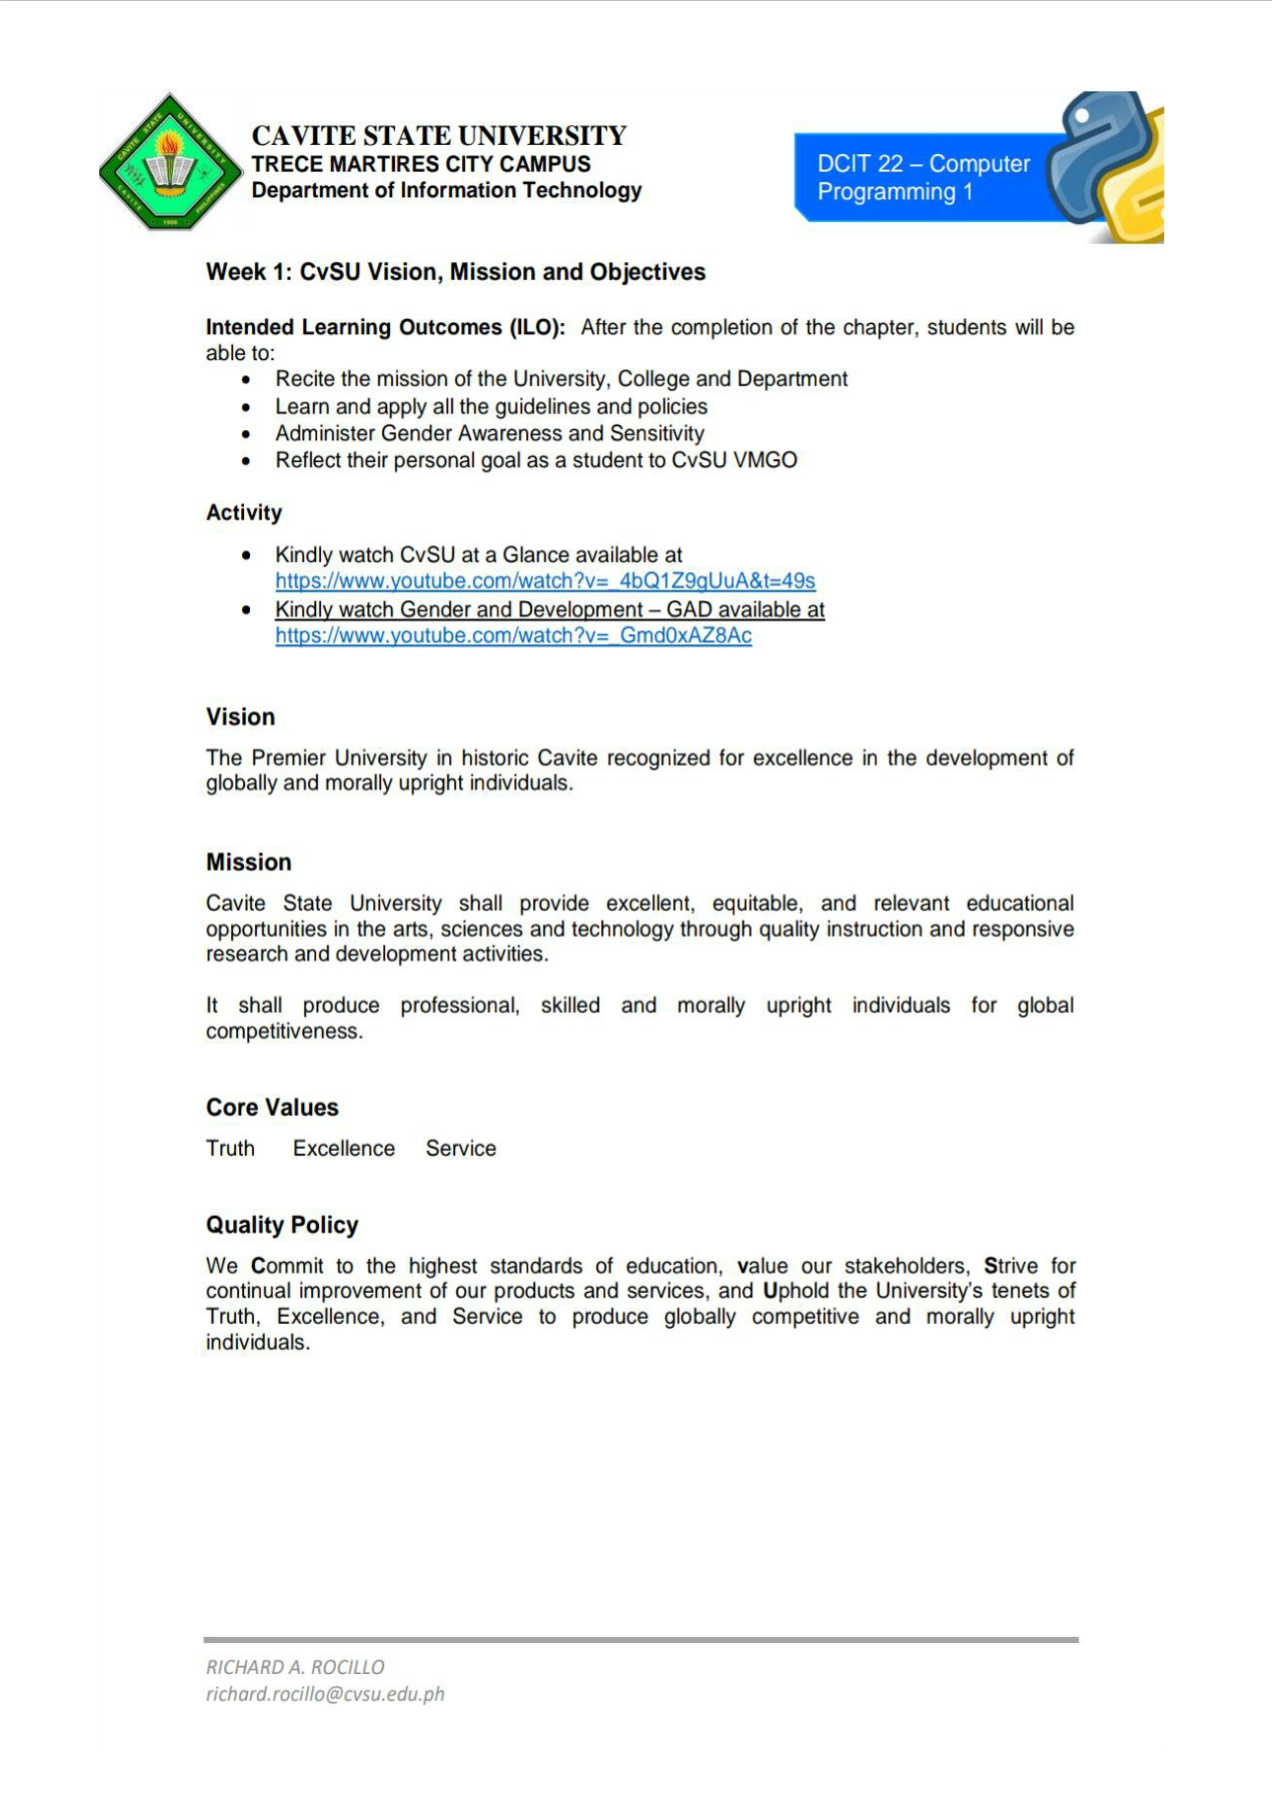 CAVITE STATE UNIVERSITY
TRECE MARTIRES CITY CAMPUS
Department of Information Technology
DCIT 22 – Computer
Programming 1
CAVITE STATE UNIVERSITY
CAVITE PHILIPPINES
1906
Week 1: CvSU Vision, Mission and Objectives
Intended Learning Outcomes (ILO): After the completion of the chapter, students will be
able to:
• Recite the mission of the University, College and Department
• Learn and apply all the guidelines and policies
• Administer Gender Awareness and Sensitivity
• Reflect their personal goal as a student to CvSU VMGO
Activity
• Kindly watch CvSU at a Glance available at
https://www.youtube.com/watch?v=_4bQ1Z9gUuA&t=49s
• Kindly watch Gender and Development – GAD available at
https://www.youtube.com/watch?v=_Gmd0xAZ8Ac
Vision
The Premier University in historic Cavite recognized for excellence in the development of
globally and morally upright individuals.
Mission
Cavite State University shall provide excellent, equitable, and relevant educational
opportunities in the arts, sciences and technology through quality instruction and responsive
research and development activities.
It shall produce professional, skilled and morally upright individuals for global
competitiveness.
Core Values
Truth Excellence Service
Quality Policy
We Commit to the highest standards of education, value our stakeholders, Strive for
continual improvement of our products and services, and Uphold the University's tenets of
Truth, Excellence, and Service to produce globally competitive and morally upright
individuals.
RICHARD A. ROCILLO
richard.rocillo@cvsu.edu.ph